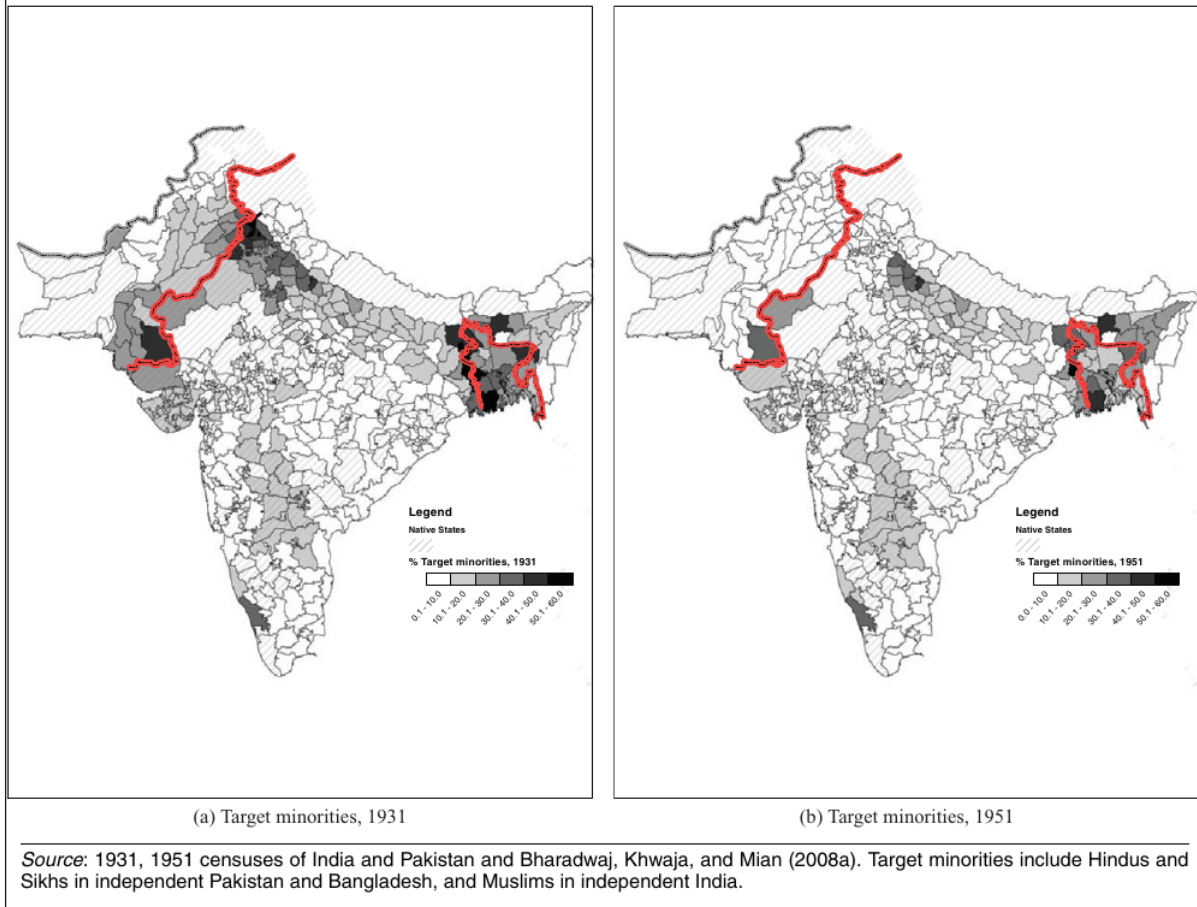 Legend
Native States
% Target minorities, 1931
0.1 - 10.0
10.1 - 20.0
20.1 - 30.0
30.1 - 40.0
40.1 - 50.0
50.1 - 60.0
Legend
Native States
% Target minorities, 1951
0.0 - 10.0
10.1 - 20.0
20.1 - 30.0
30.1 - 40.0
40.1 - 50.0
50.1 - 60.0
(a) Target minorities, 1931
(b) Target minorities, 1951
Source: 1931, 1951 censuses of India and Pakistan and Bharadwaj, Khwaja, and Mian (2008a). Target minorities include Hindus and
Sikhs in independent Pakistan and Bangladesh, and Muslims in independent India.